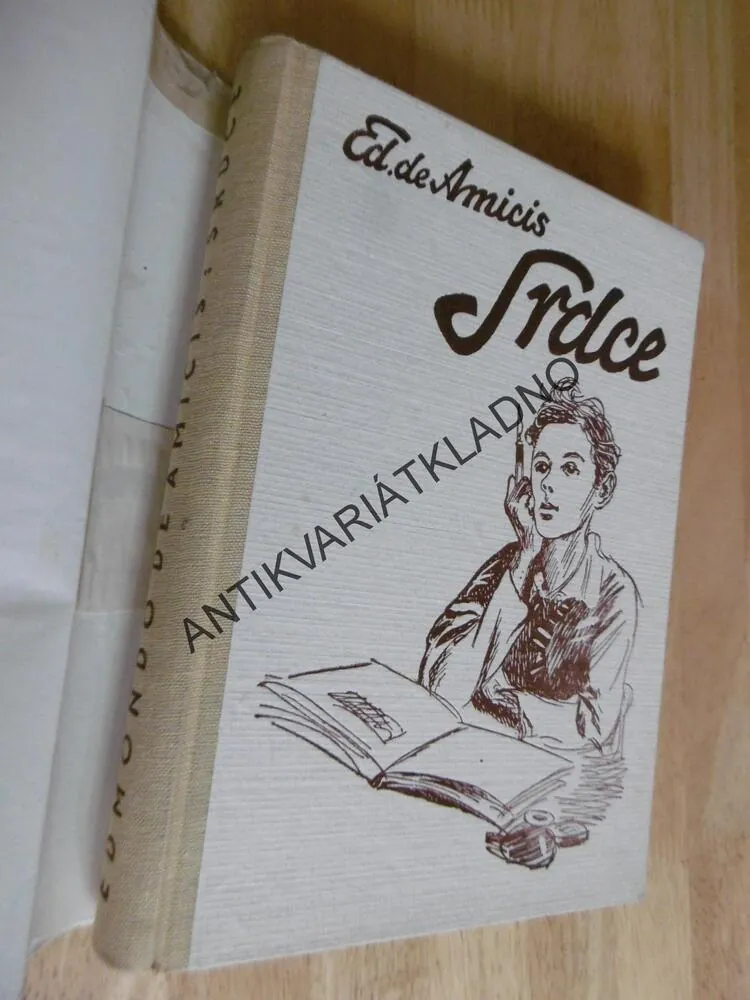 Ed. de Amicis
Srdce
ANTIKVARIÁTKLADNO
EDMONDO DE AMICIS: SRDCE